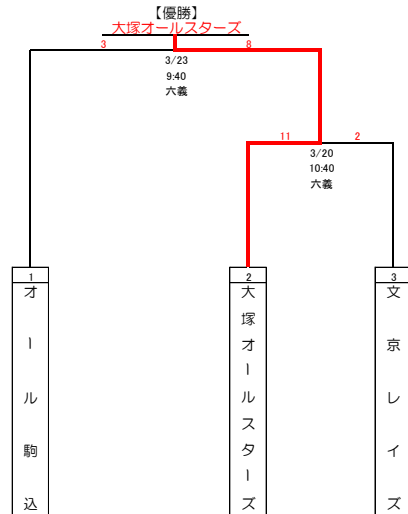 【優勝】
大塚オールスターズ
3 8
3/23
9:40
六義
11 2
3/20
10:40
六義
1 2 3
オール駒込
大塚オールスターズ
文京レイズ